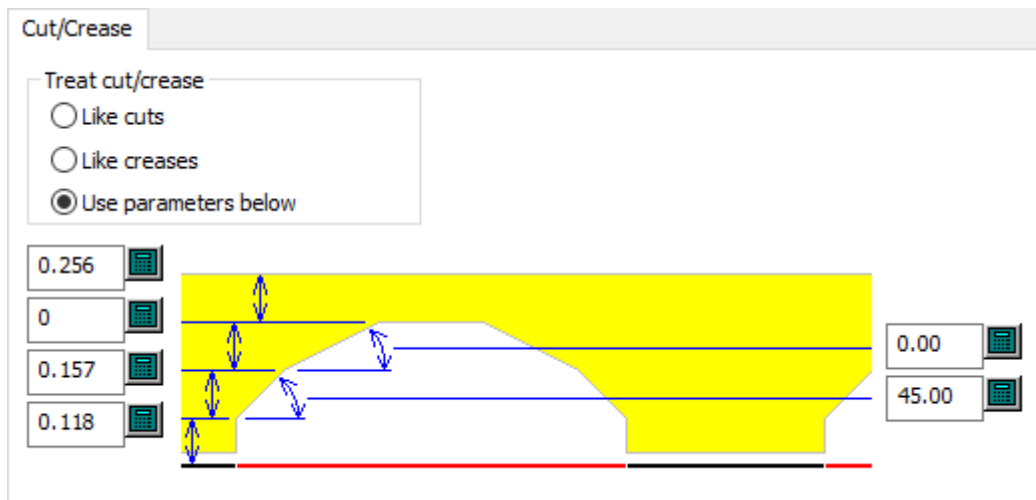 Cut/Crease
Treat cut/crease
Like cuts
Like creases
Use parameters below
0.256
0
0.157
0.118
0.00
45.00